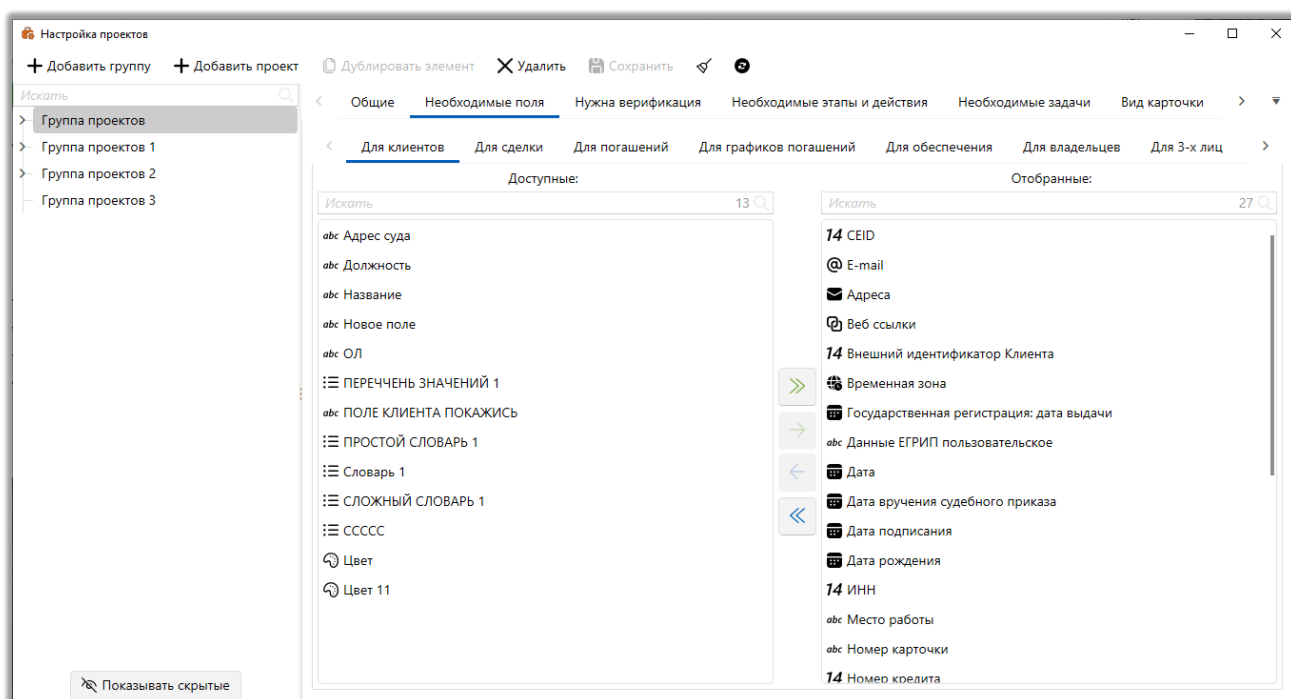 Настройка проектов
Добавить группу Добавить проект Дублировать элемент Удалить Сохранить
Искать
Группа проектов
Группа проектов 1
Группа проектов 2
Группа проектов 3
Показывать скрытые
Общие Необходимые поля Нужна верификация Необходимые этапы и действия Необходимые задачи Вид карточки
Для клиентов Для сделки Для погашений Для графиков погашений Для обеспечения Для владельцев Для 3-х лиц
Доступные:
Искать 13
abc Адрес суда
abc Должность
abc Название
abc Новое поле
abc ОЛ
ПЕРЕЧЧЕНЬ ЗНАЧЕНИЙ 1
abc ПОЛЕ КЛИЕНТА ПОКАЖИСЬ
ПРОСТОЙ СЛОВАРЬ 1
Словарь 1
СЛОЖНЫЙ СЛОВАРЬ 1
ССССС
Цвет
Цвет 11
Отобранные:
Искать 27
14 CEID
E-mail
Адреса
Веб ссылки
14 Внешний идентификатор Клиента
Временная зона
Государственная регистрация: дата выдачи
abc Данные ЕГРИП пользовательское
Дата
Дата вручения судебного приказа
Дата подписания
Дата рождения
14 ИНН
abc Место работы
abc Номер карточки
14 Номер кредита